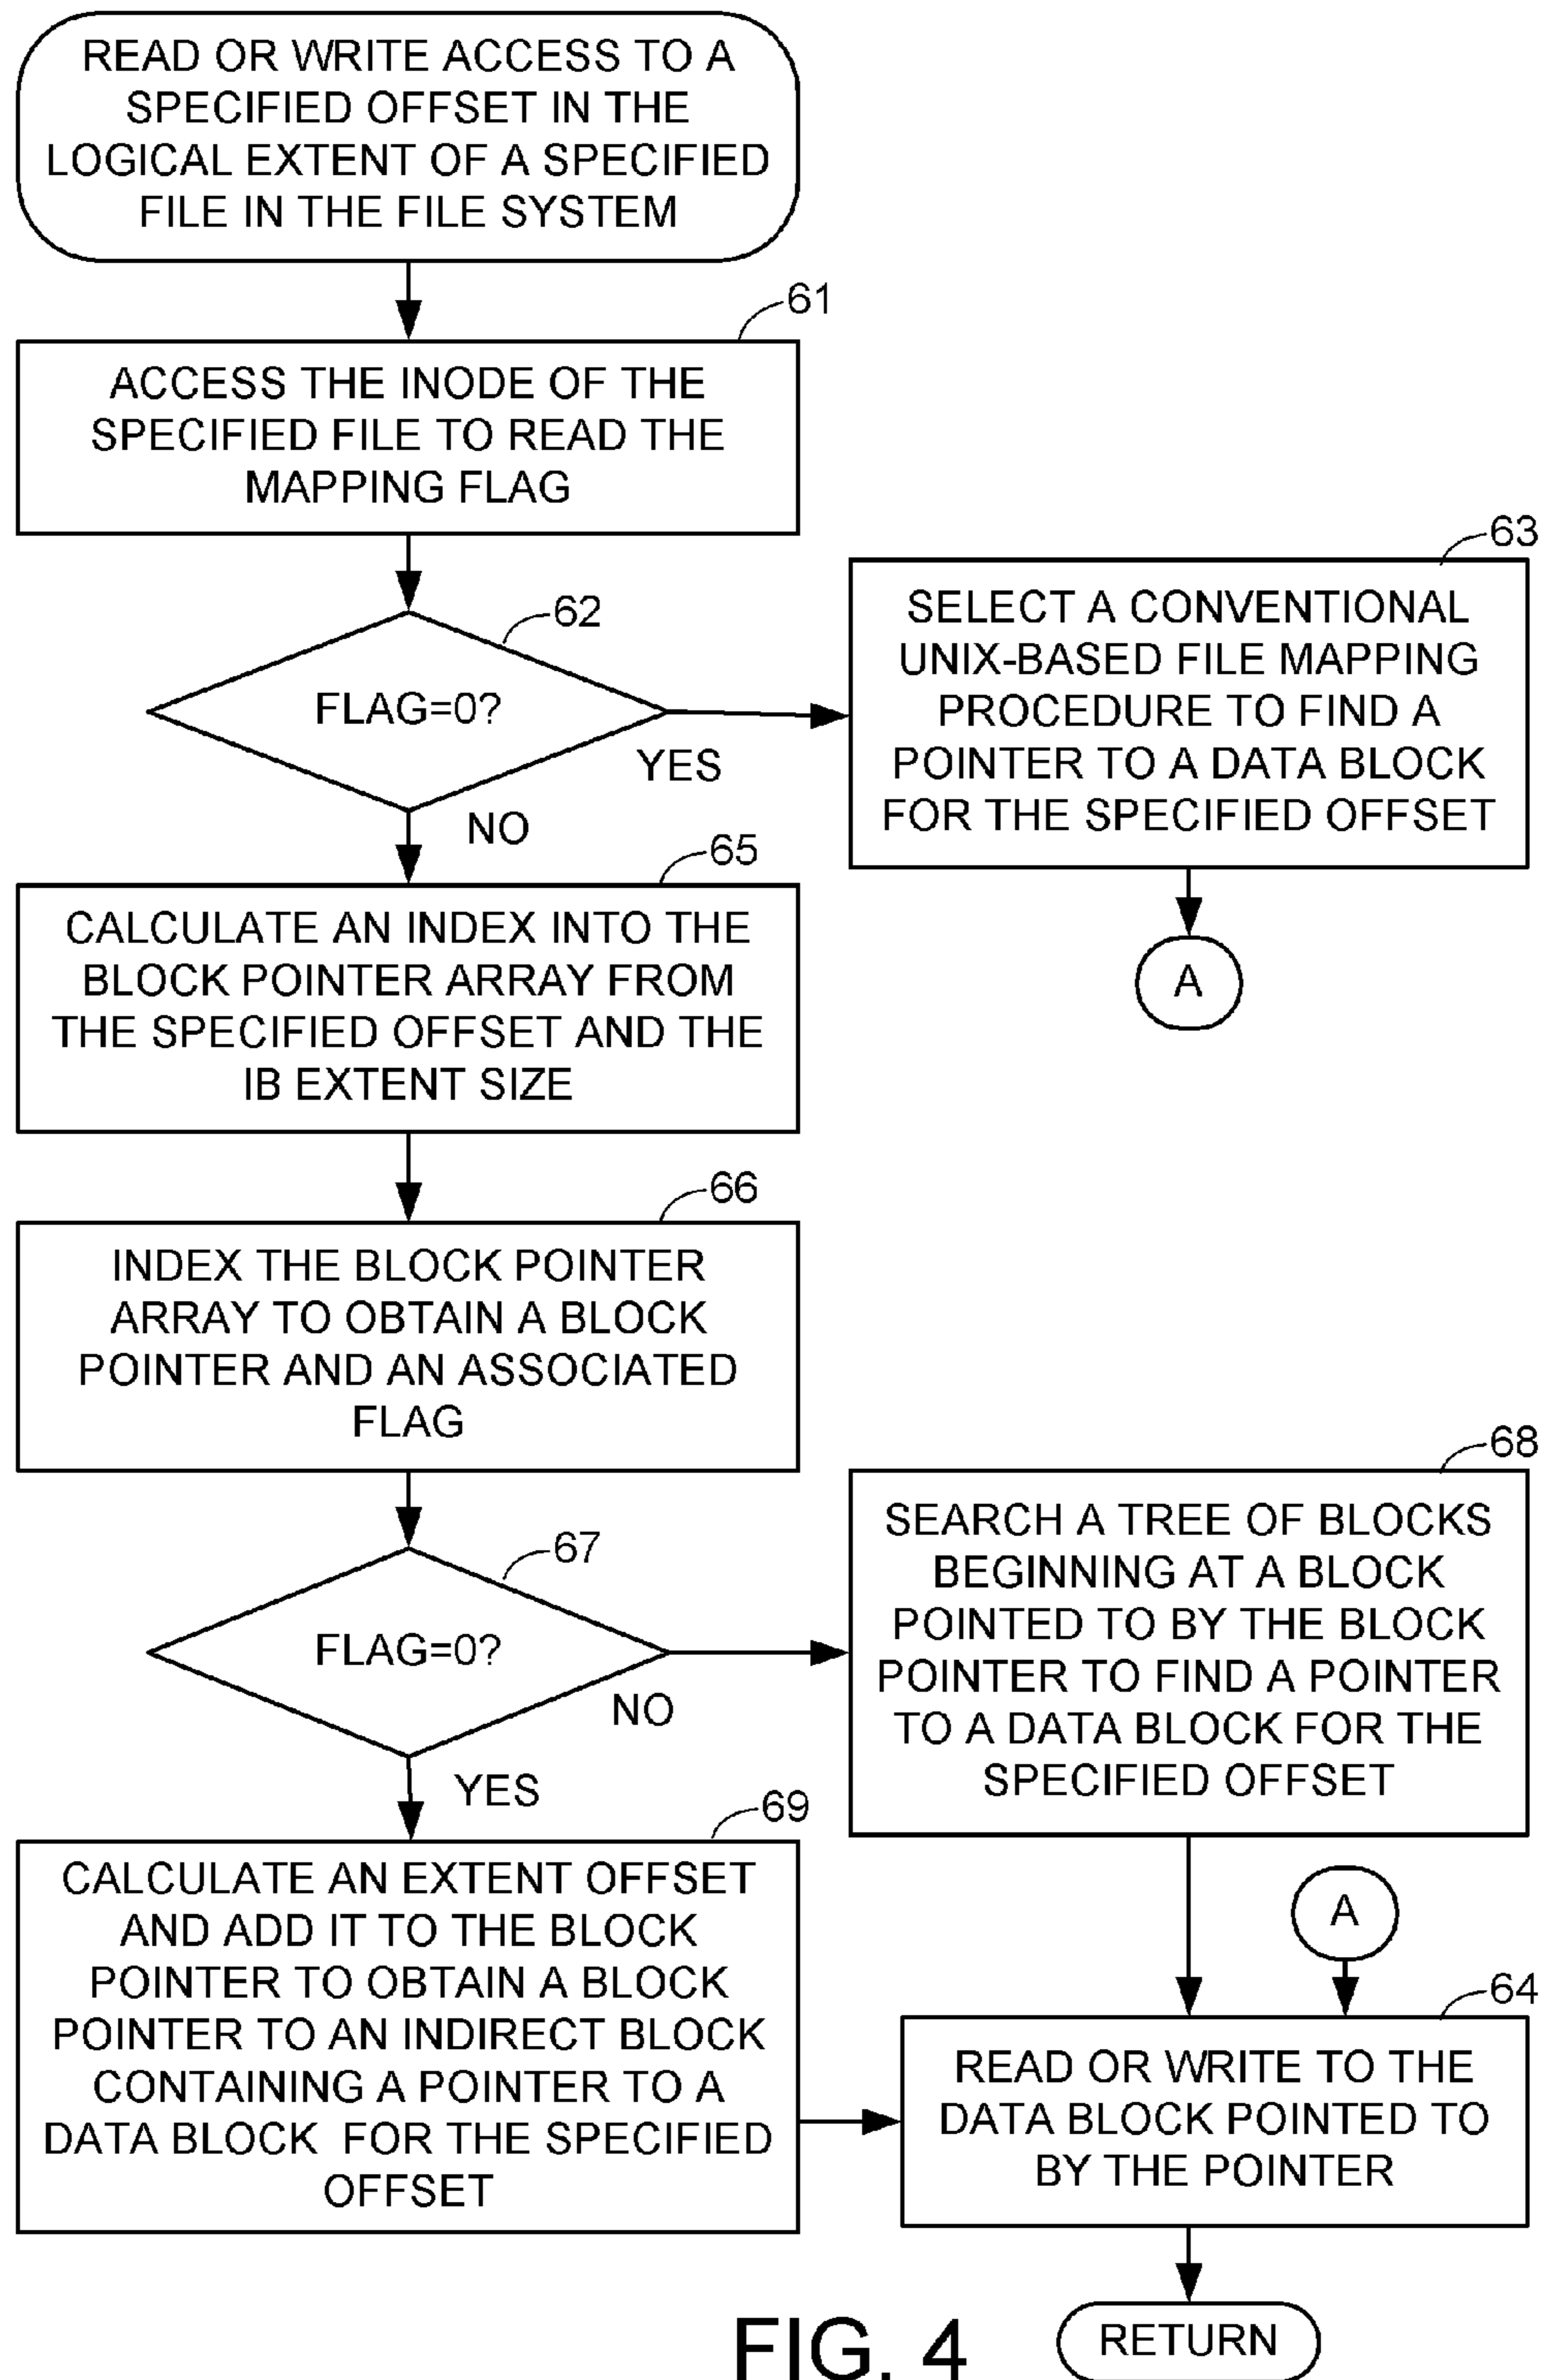 READ OR WRITE ACCESS TO A
SPECIFIED OFFSET IN THE
LOGICAL EXTENT OF A SPECIFIED
FILE IN THE FILE SYSTEM
61
ACCESS THE INODE OF THE
SPECIFIED FILE TO READ THE
MAPPING FLAG
62
FLAG=0?
YES
NO
63
SELECT A CONVENTIONAL
UNIX-BASED FILE MAPPING
PROCEDURE TO FIND A
POINTER TO A DATA BLOCK
FOR THE SPECIFIED OFFSET
A
65
CALCULATE AN INDEX INTO THE
BLOCK POINTER ARRAY FROM
THE SPECIFIED OFFSET AND THE
IB EXTENT SIZE
66
INDEX THE BLOCK POINTER
ARRAY TO OBTAIN A BLOCK
POINTER AND AN ASSOCIATED
FLAG
67
FLAG=0?
NO
YES
68
SEARCH A TREE OF BLOCKS
BEGINNING AT A BLOCK
POINTED TO BY THE BLOCK
POINTER TO FIND A POINTER
TO A DATA BLOCK FOR THE
SPECIFIED OFFSET
69
CALCULATE AN EXTENT OFFSET
AND ADD IT TO THE BLOCK
POINTER TO OBTAIN A BLOCK
POINTER TO AN INDIRECT BLOCK
CONTAINING A POINTER TO A
DATA BLOCK FOR THE SPECIFIED
OFFSET
A
64
READ OR WRITE TO THE
DATA BLOCK POINTED TO
BY THE POINTER
RETURN
FIG. 4